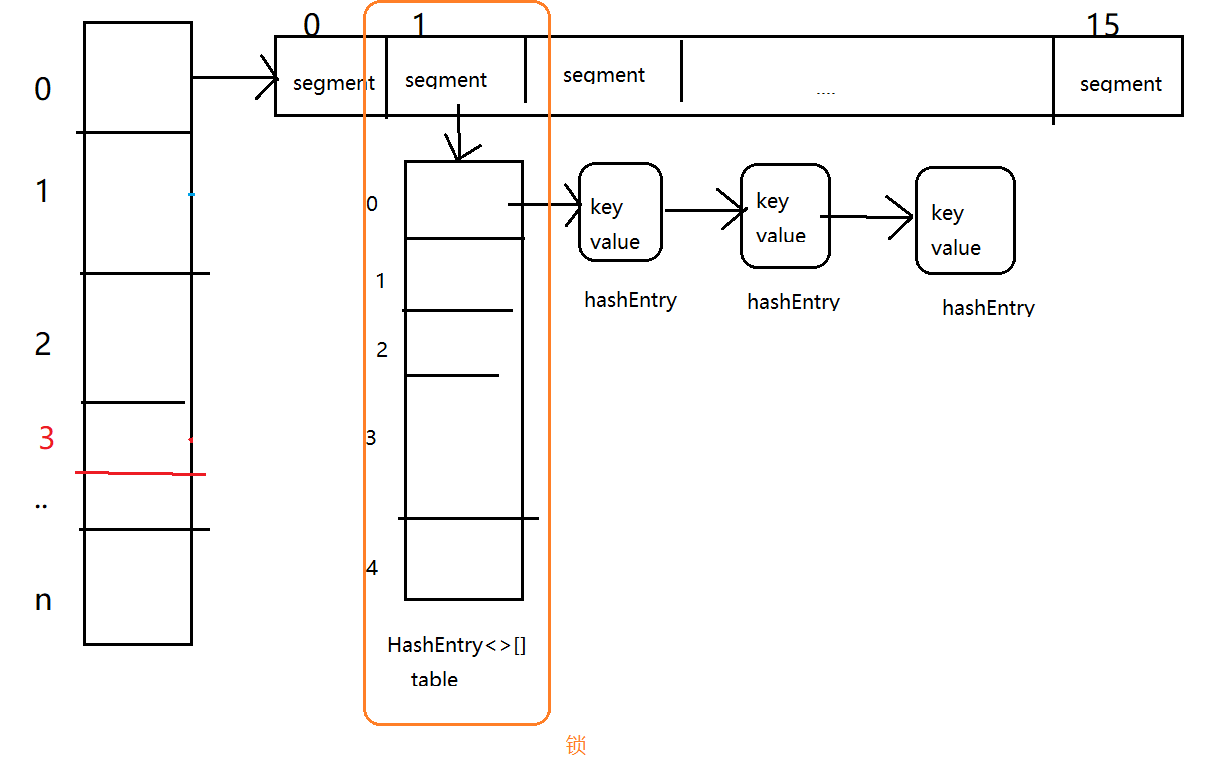 0
1
15
segment
segment
segment
....
segment
0
1
2
3
..
n
0
1
2
3
4
key
value
hashEntry
key
value
hashEntry
key
value
hashEntry
HashEntry<>[]
table
锁